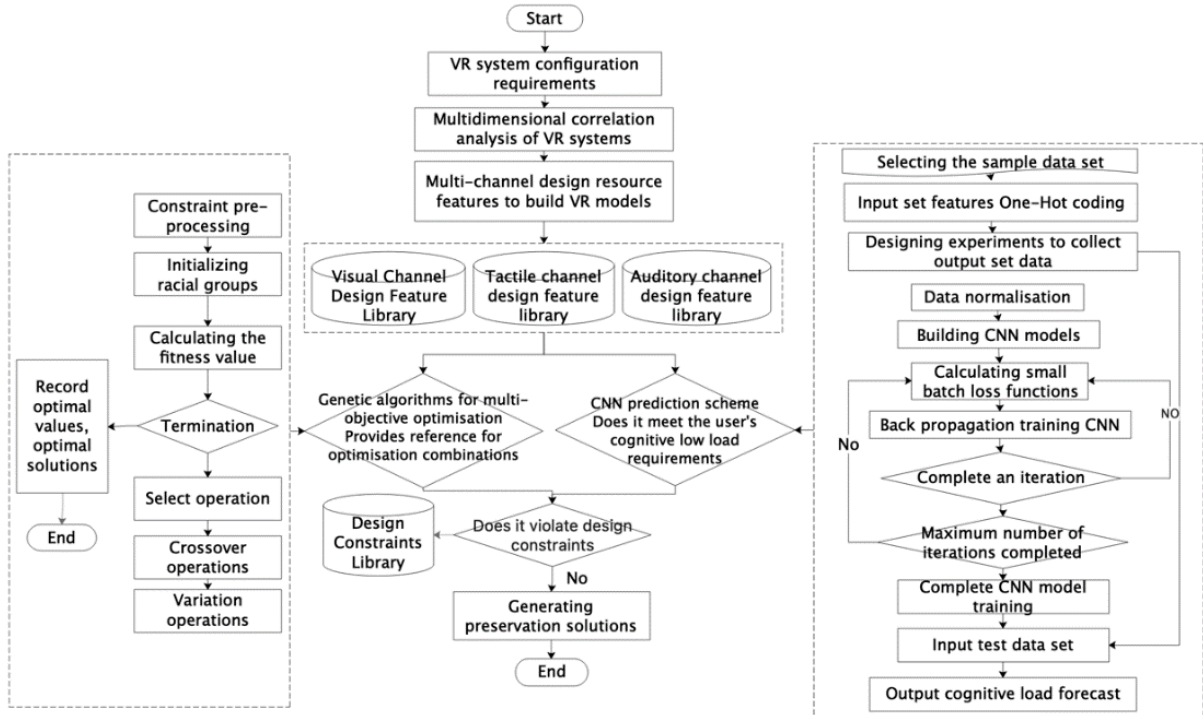 Start
VR system configuration
requirements
Multidimensional correlation
analysis of VR systems
Multi-channel design resource
features to build VR models
Visual Channel
Design Feature
Library
Tactile channel
design feature
library
Auditory channel
design feature
library
Genetic algorithms for multi-
objective optimisation
Provides reference for
optimisation combinations
CNN prediction scheme
Does it meet the user's
cognitive low load
requirements
Design
Constraints
Library
Does it violate design
constraints
No
Generating
preservation solutions
End
Constraint pre-
processing
Initializing
racial groups
Calculating the
fitness value
Termination
Record
optimal
values,
optimal
solutions
End
Select operation
Crossover
operations
Variation
operations
Selecting the sample data set
Input set features One-Hot coding
Designing experiments to collect
output set data
Data normalisation
Building CNN models
Calculating small
batch loss functions
Back propagation training CNN
NO
No
Complete an iteration
Maximum number of
iterations completed
Complete CNN model
training
Input test data set
Output cognitive load forecast